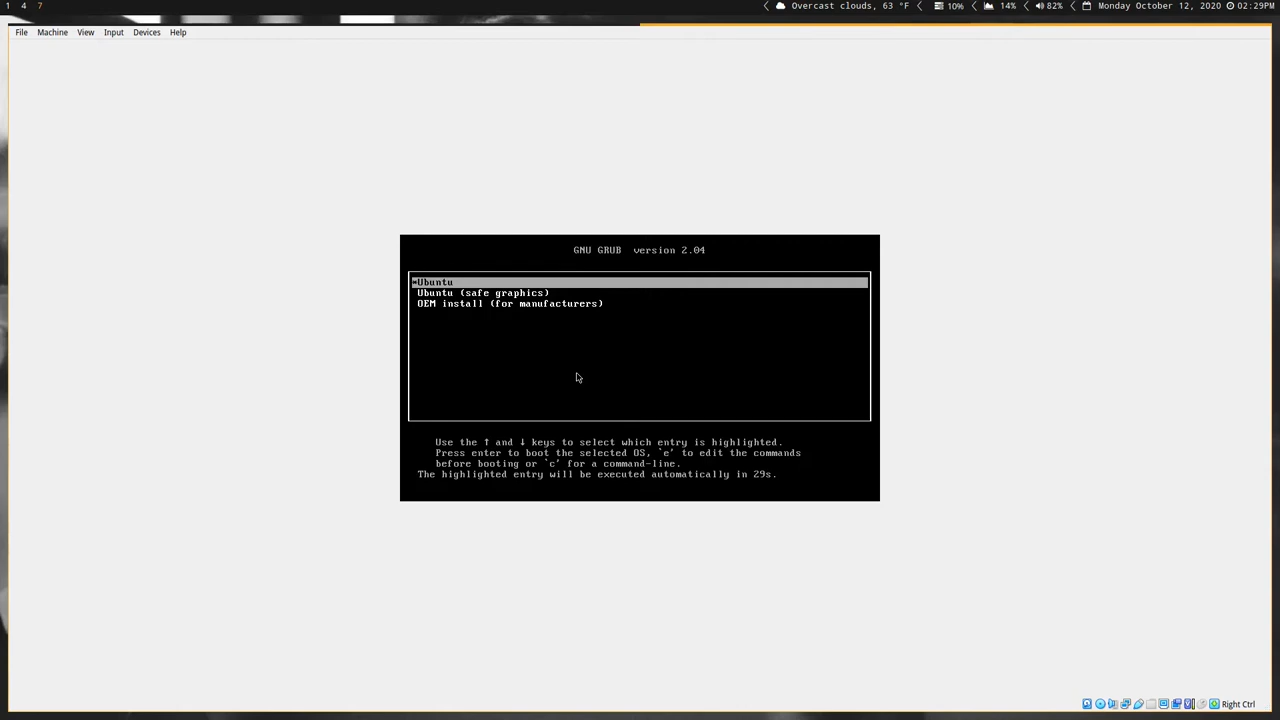 1 4 7 Overcast clouds, 63 °F 10% 14% 82% Monday October 12, 2020 02:29PM
File Machine View Input Devices Help
GNU GRUB version 2.04
*Ubuntu
Ubuntu (safe graphics)
OEM install (for manufacturers)
Use the ↑ and ↓ keys to select which entry is highlighted.
Press enter to boot the selected OS, `e' to edit the commands
before booting or `c' for a command-line.
The highlighted entry will be executed automatically in 29s.
Right Ctrl